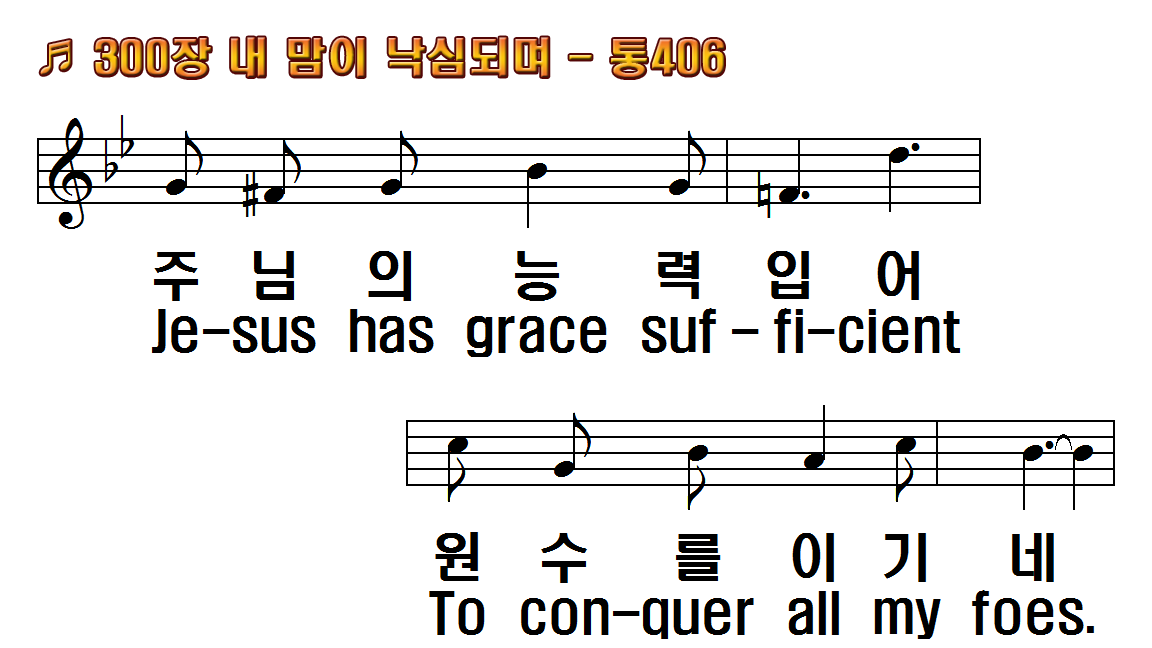 ♬ 300장 내 맘이 낙심되며 - 통406
주 님 의 능 력 입 어
Je-sus has grace suf-fi-cient
원 수 를 이 기 네
To con-quer all my foes.